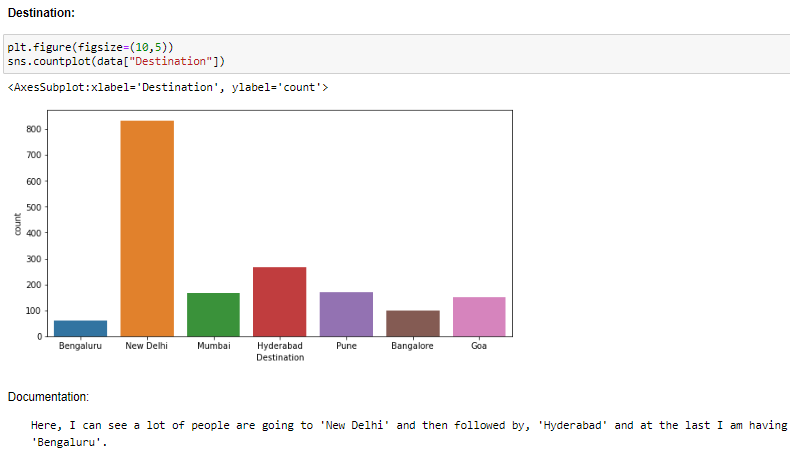 Destination:
plt.figure(figsize=(10,5))
sns.countplot(data["Destination"])
<AxesSubplot:xlabel='Destination', ylabel='count'>
800
700
600
500
400
300
200
100
0
count
Bengaluru New Delhi Mumbai Hyderabad Pune Bangalore Goa
Destination
Documentation:
Here, I can see a lot of people are going to 'New Delhi' and then followed by, 'Hyderabad' and at the last I am having
'Bengaluru'.